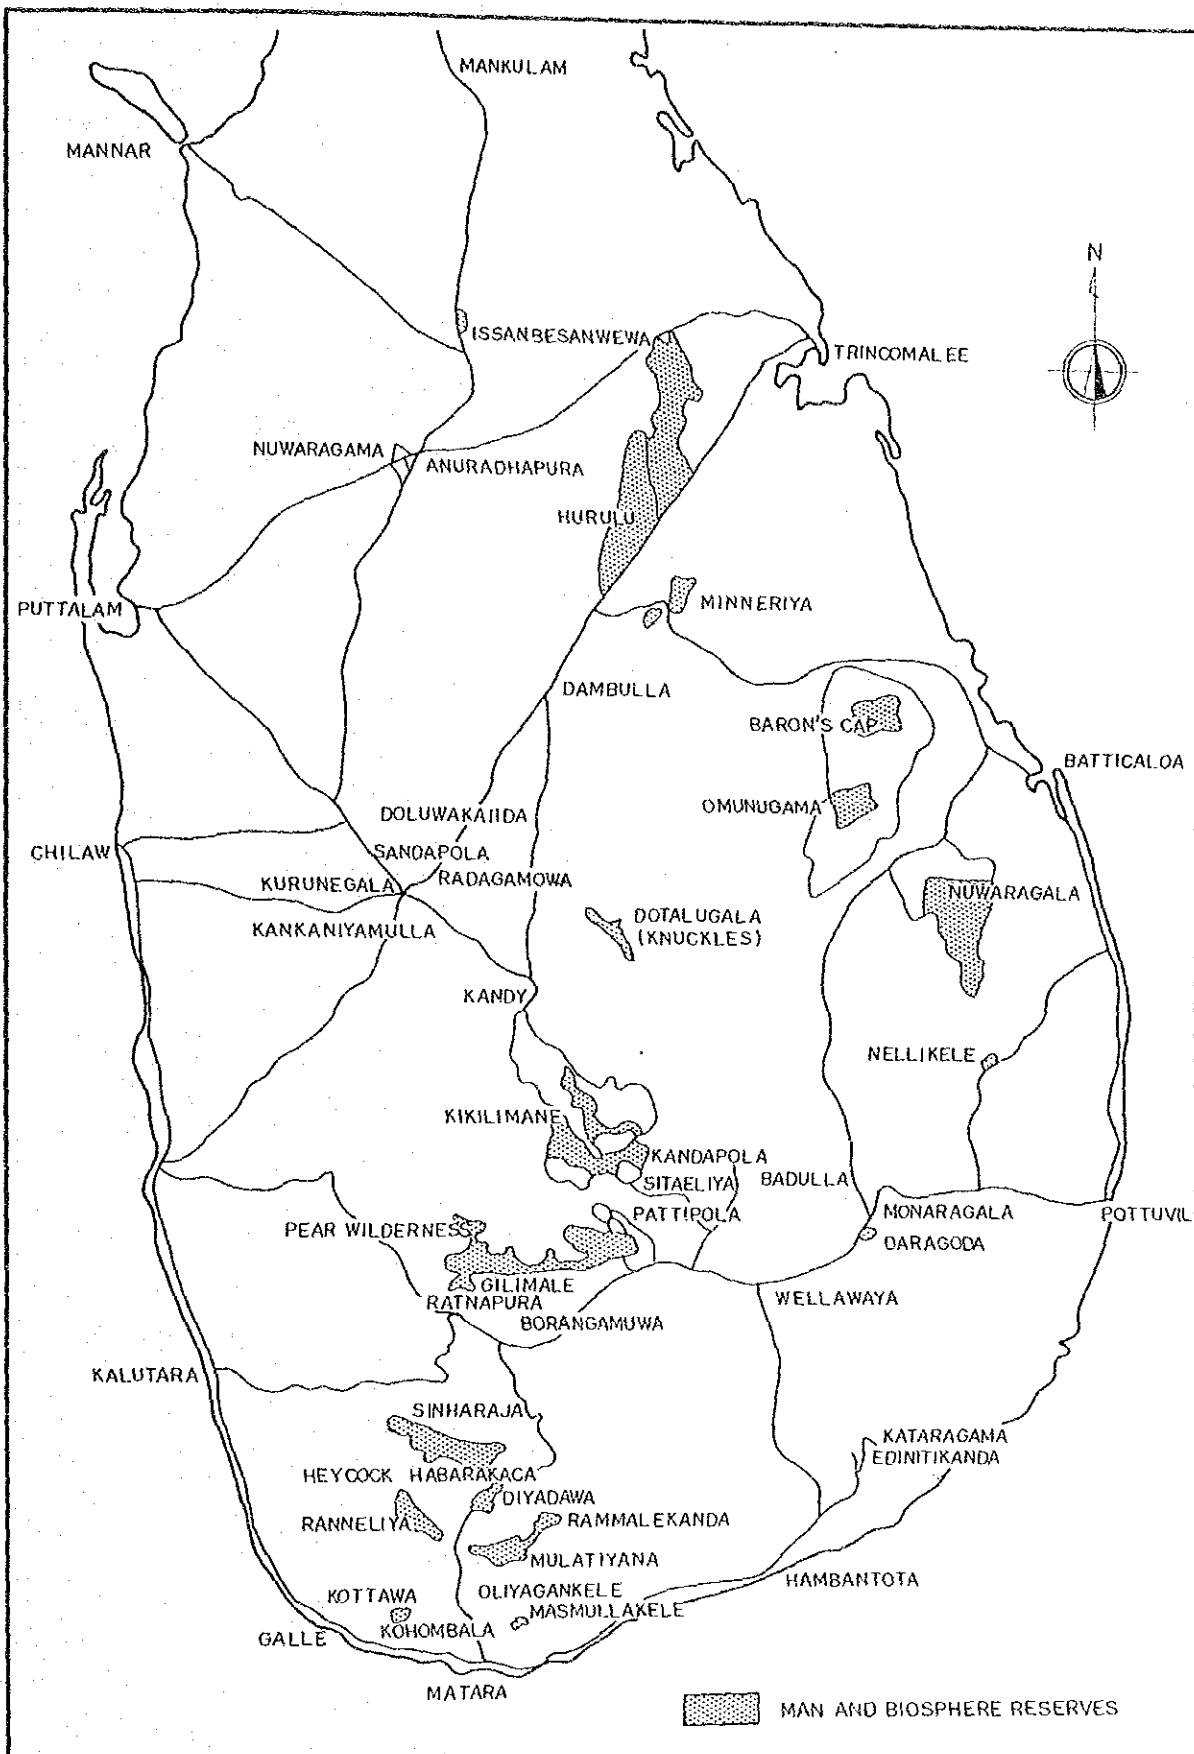 MANKULAM
MANNAR
N
ISSANBESANWEWA
TRINCOMALEE
NUWARAGAMA
ANURADHAPURA
HURULU
PUTTALAM
MINNERIYA
DAMBULLA
BARON'S CAP
BATTICALOA
OMUNUGAMA
DOLUWAKANDA
CHILAW
SANDAPOLA
KURUNEGALA
RADAGAMOWA
NUWARAGALA
KANKANIYAMULLA
DOTALUGALA
(KNUCKLES)
KANDY
NELLIKELE
KIKILIMANE
KANDAPOLA
SITAELIYA
BADULLA
PATTIPOLA
MONARAGALA
POTTUVIL
PEAR WILDERNESS
DARAGODA
GILIMALE
RATNAPURA
WELLAWAYA
BORANGAMUWA
KALUTARA
SINHARAJA
KATARAGAMA
EDINITIKANDA
HEYCOCK HABARAKACA
DIYADAWA
RANNELIYA
RAMMALEKANDA
MULATIYANA
HAMBANTOTA
KOTTAWA
OLIYAGANKELE
MASMULLAKELE
KOHOMBALA
GALLE
MATARA
MAN AND BIOSPHERE RESERVES